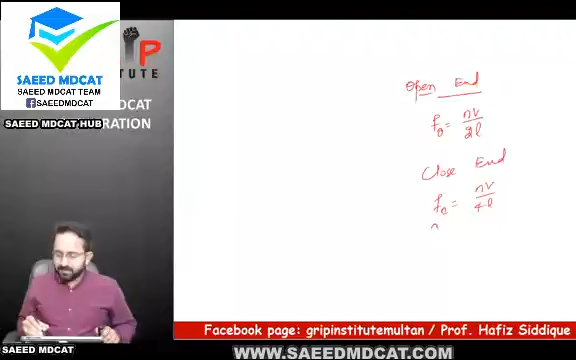 SAEED MDCAT
SAEED MDCAT TEAM
f SAEEDMDCAT
SAEED MDCAT HUB
P
TUTE
MDCAT
RATION
Open End
f₀ = nV/2l
Close End
fc = nV/4l
n
SAEED MDCAT
Facebook page: gripinstitutemultan / Prof. Hafiz Siddique
WWW.SAEEDMDCAT.COM